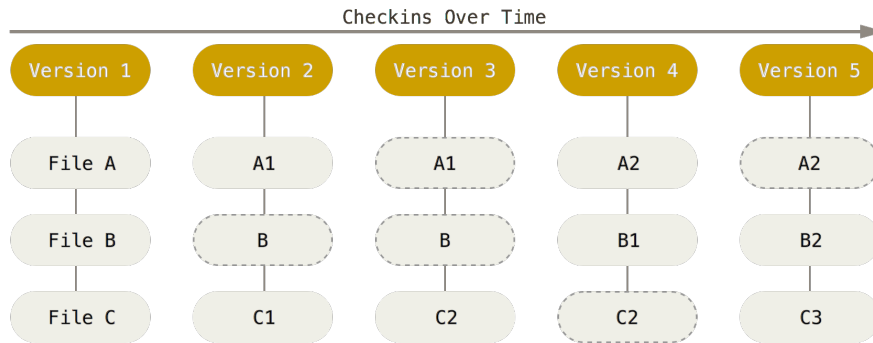 Checkins Over Time
Version 1 Version 2 Version 3 Version 4 Version 5
File A A1 A1 A2 A2
File B B B B1 B2
File C C1 C2 C2 C3